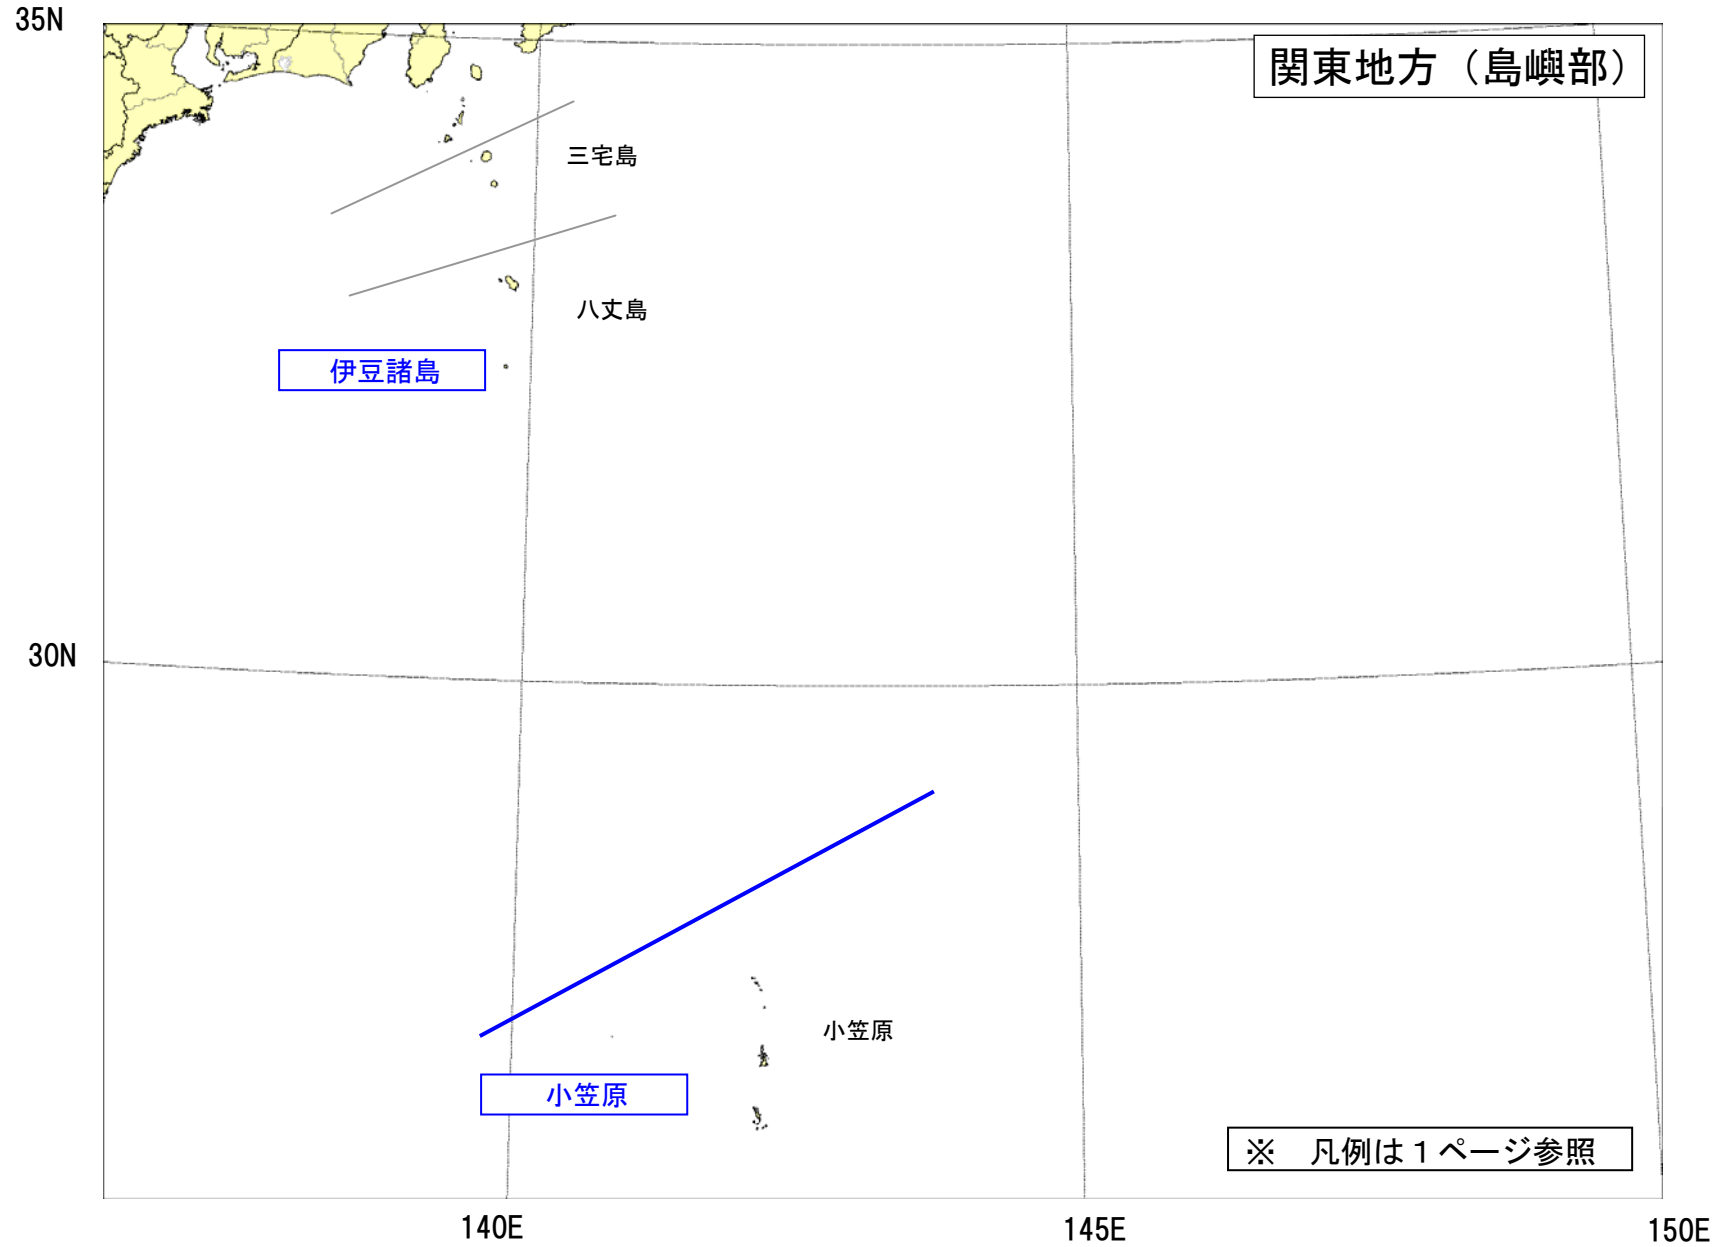 35N
関東地方（島嶼部）
三宅島
八丈島
伊豆諸島
30N
小笠原
小笠原
※　凡例は１ページ参照
140E
145E
150E